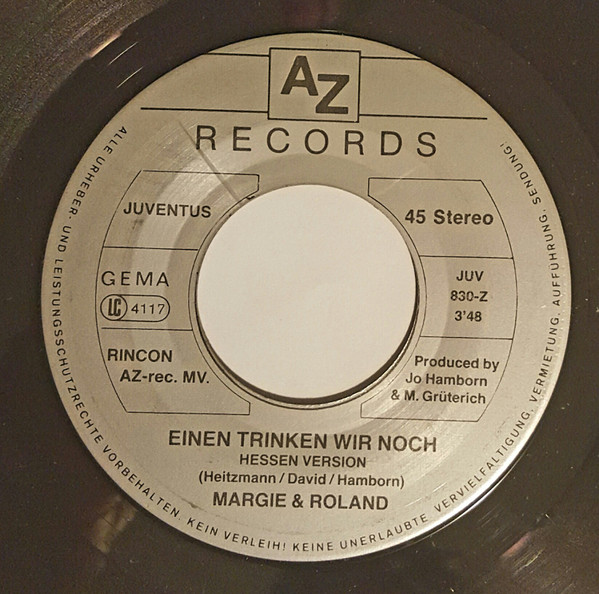 AZ
RECORDS
JUVENTUS
GEMA
LC 4117
RINCON
AZ-rec. MV.
45 Stereo
JUV
830-Z
3'48
Produced by
Jo Hamborn
& M. Grüterich
EINEN TRINKEN WIR NOCH
HESSEN VERSION
(Heitzmann/David/Hamborn)
MARGIE & ROLAND
ALLE URHEBER- UND LEISTUNGSSCHUTZRECHTE VORBEHALTEN. KEIN VERLEIH! KEINE UNERLAUBTE VERVIELFALTIGUNG, VERMIETUNG, AUFFÜHRUNG, SENDUNG!